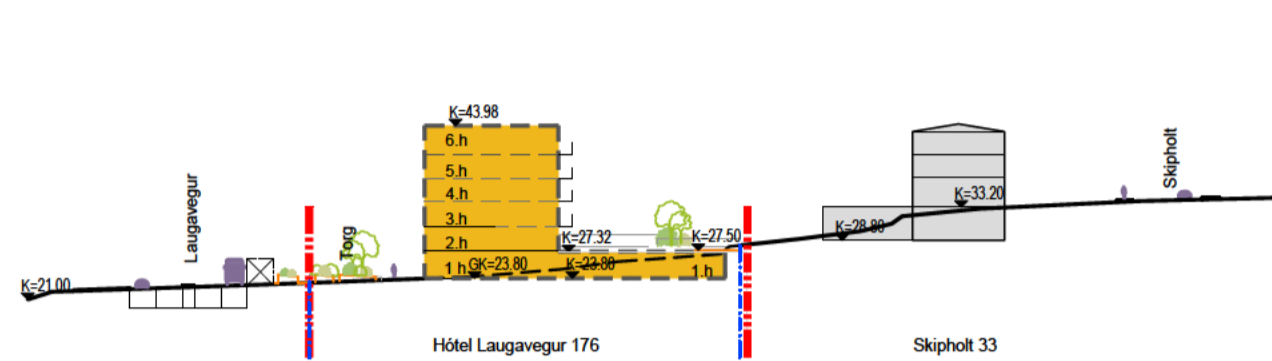 K=43.98
6.h
5.h
4.h
3.h
2.h
1 h
GK=23.80
K=23.88
K=27.32
K=27.50
1.h
Laugavegur
Torg
K=21.00
K=28.80
K=33.20
Skipholt
Hótel Laugavegur 176
Skipholt 33